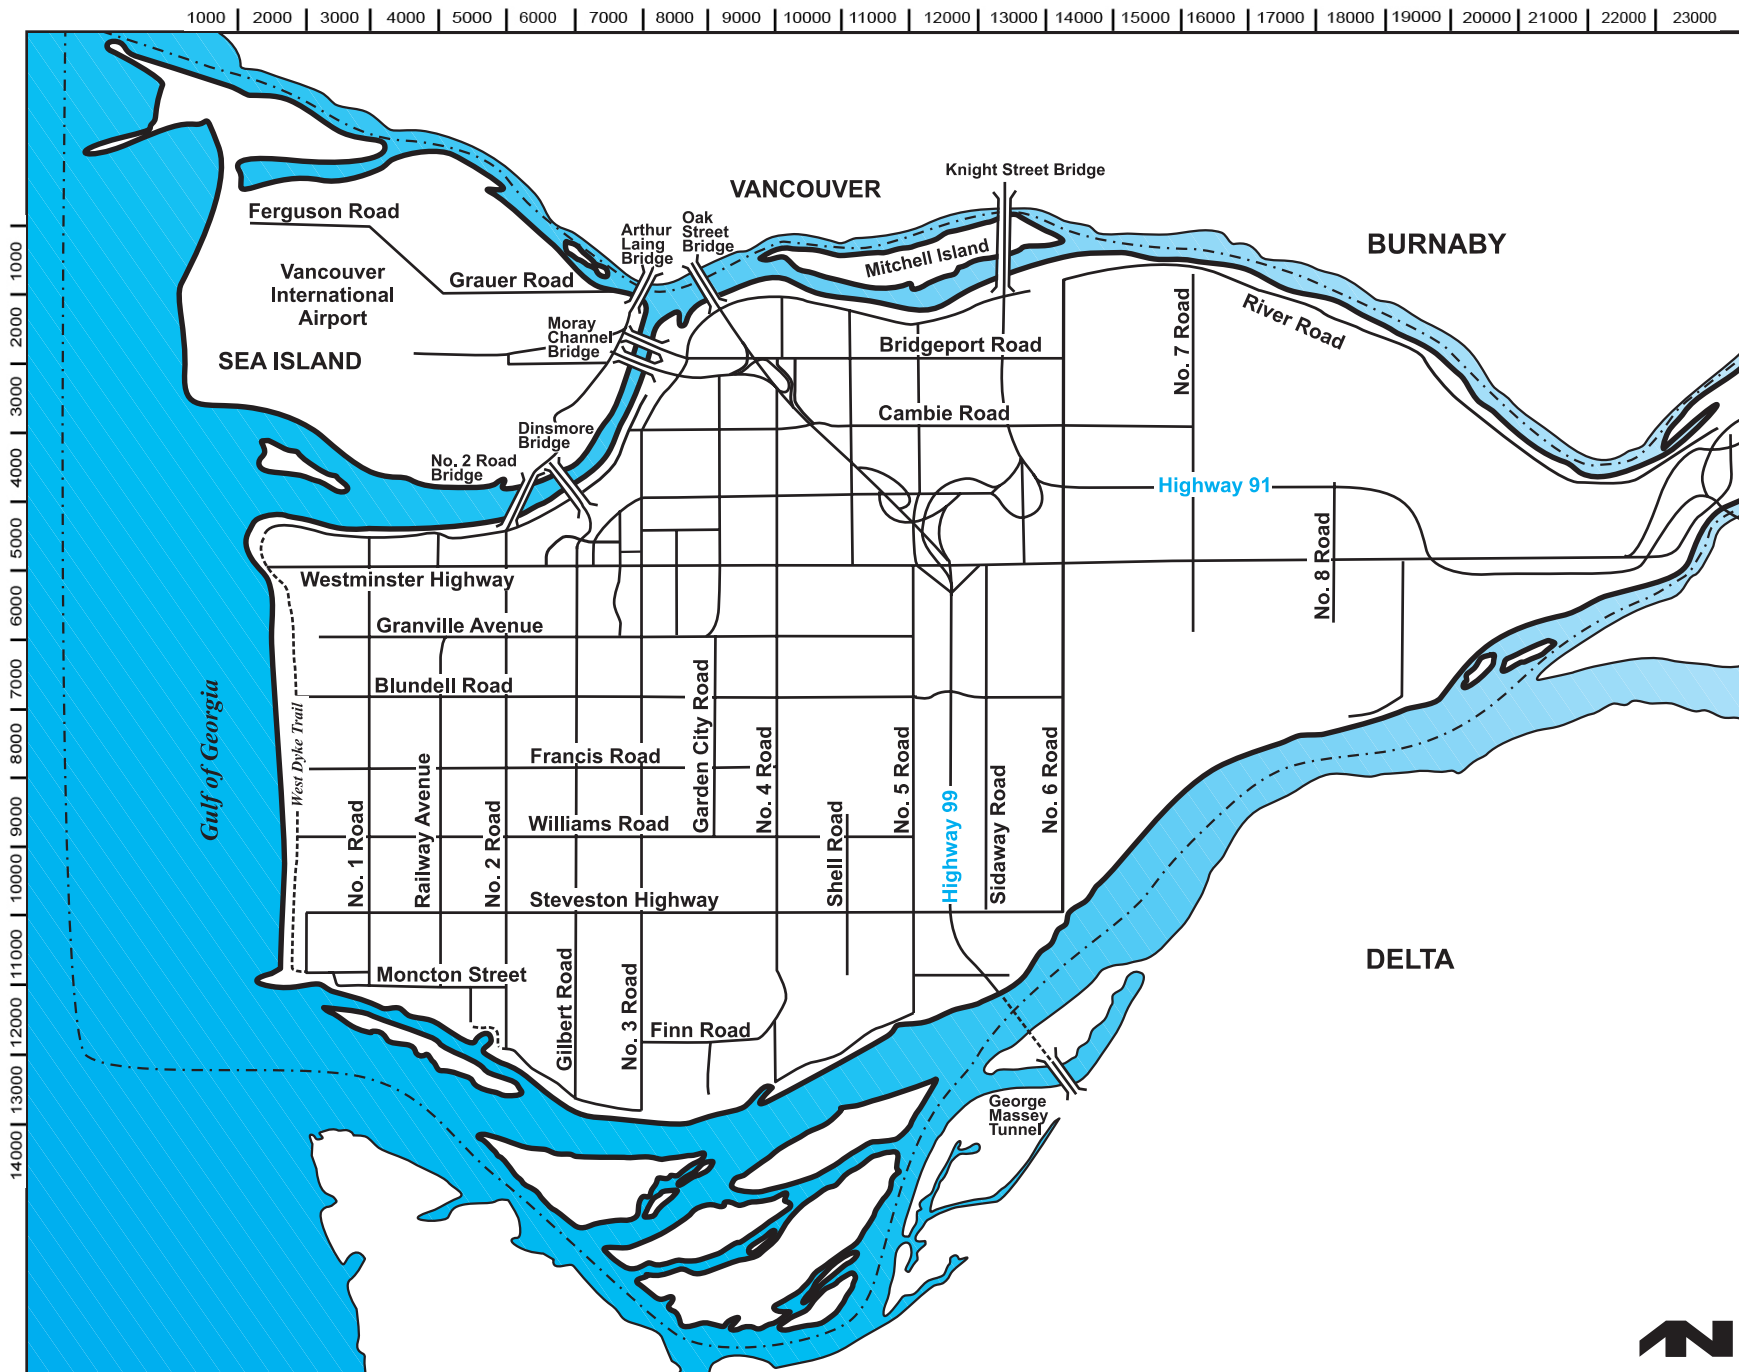 1000 2000 3000 4000 5000 6000 7000 8000 9000 10000 11000 12000 13000 14000 15000 16000 17000 18000 19000 20000 21000 22000 23000
Knight Street Bridge
VANCOUVER
Ferguson Road
Arthur
Laing
Bridge
Oak
Street
Bridge
BURNABY
Mitchell Island
Vancouver
International
Airport
Grauer Road
River Road
Moray
Channel
Bridge
SEA ISLAND
Bridgeport Road
No. 7 Road
Cambie Road
Dinsmore
Bridge
No. 2 Road
Bridge
Highway 91
No. 8 Road
Westminster Highway
Granville Avenue
Blundell Road
Gulf of Georgia
West Dyke Trail
Francis Road
Williams Road
Garden City Road
No. 4 Road
No. 5 Road
No. 6 Road
No. 1 Road
Railway Avenue
No. 2 Road
Shell Road
Highway 99
Sidaway Road
Steveston Highway
Moncton Street
Gilbert Road
No. 3 Road
Finn Road
DELTA
George
Massey
Tunnel
1000
2000
3000
4000
5000
6000
7000
8000
9000
10000
11000
12000
13000
14000
N